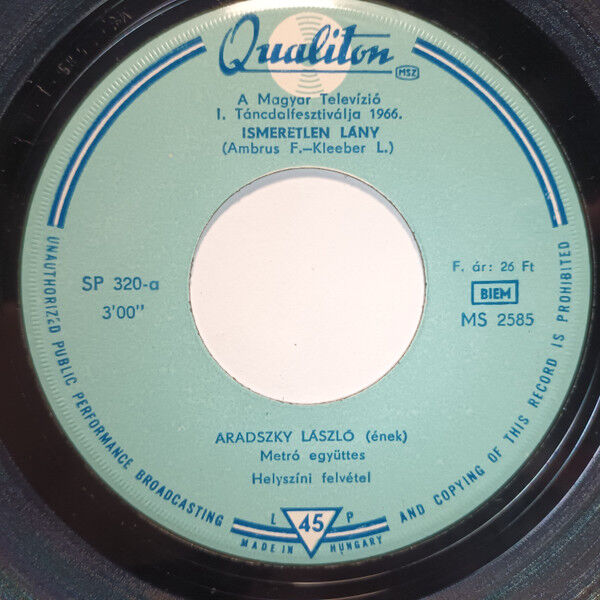 Qualiton
MSZ
A Magyar Televízió
I. Táncdalfesztiválja 1966.
ISMERETLEN LÁNY
(Ambrus F.–Kleeber L.)
SP 320-a
3'00"
F. ár: 26 Ft
BIEM
MS 2585
ARADSZKY LÁSZLÓ (ének)
Metró együttes
Helyszíni felvétel
UNAUTHORIZED PUBLIC PERFORMANCE BROADCASTING AND COPYING OF THIS RECORD IS PROHIBITED
L 45 P
MADE IN HUNGARY